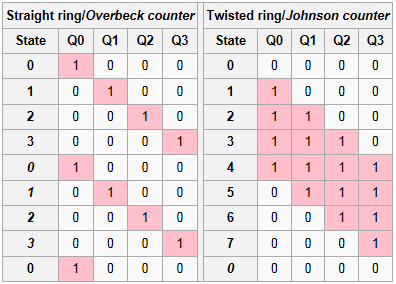 Straight ring/Overbeck counter Twisted ring/Johnson counter
State Q0 Q1 Q2 Q3 State Q0 Q1 Q2 Q3
0 1 0 0 0 0 0 0 0 0
1 0 1 0 0 1 1 0 0 0
2 0 0 1 0 2 1 1 0 0
3 0 0 0 1 3 1 1 1 0
0 1 0 0 0 4 1 1 1 1
1 0 1 0 0 5 0 1 1 1
2 0 0 1 0 6 0 0 1 1
3 0 0 0 1 7 0 0 0 1
0 1 0 0 0 0 0 0 0 0